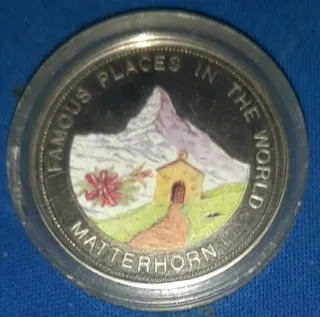 FAMOUS PLACES IN THE WORLD
MATTERHORN